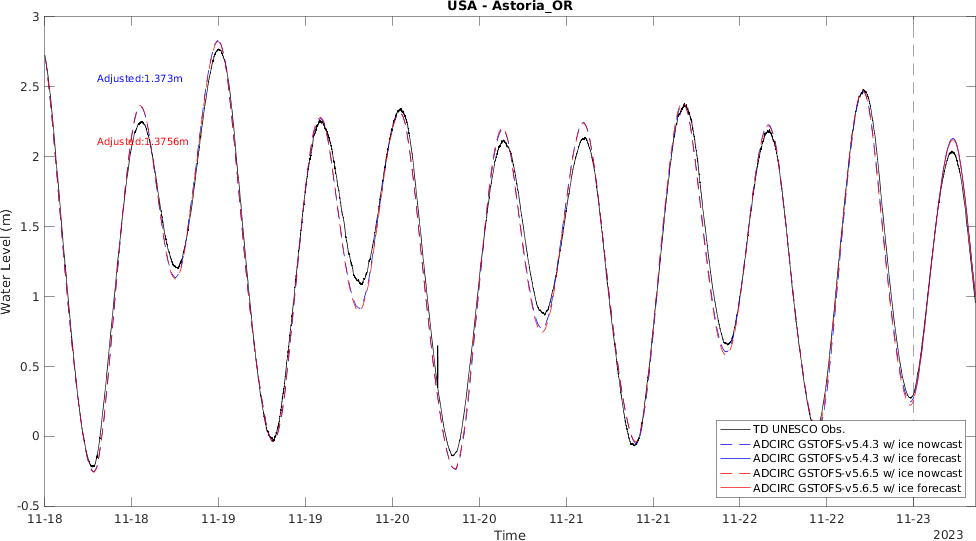 USA - Astoria_OR
3
2.5
2
1.5
1
0.5
0
-0.5
Water Level (m)
Adjusted:1.373m
Adjusted:1.3756m
TD UNESCO Obs.
ADCIRC GSTOFS-v5.4.3 w/ ice nowcast
ADCIRC GSTOFS-v5.4.3 w/ ice forecast
ADCIRC GSTOFS-v5.6.5 w/ ice nowcast
ADCIRC GSTOFS-v5.6.5 w/ ice forecast
11-18 11-18 11-19 11-19 11-20 11-20 11-21 11-21 11-22 11-22 11-23
Time
2023